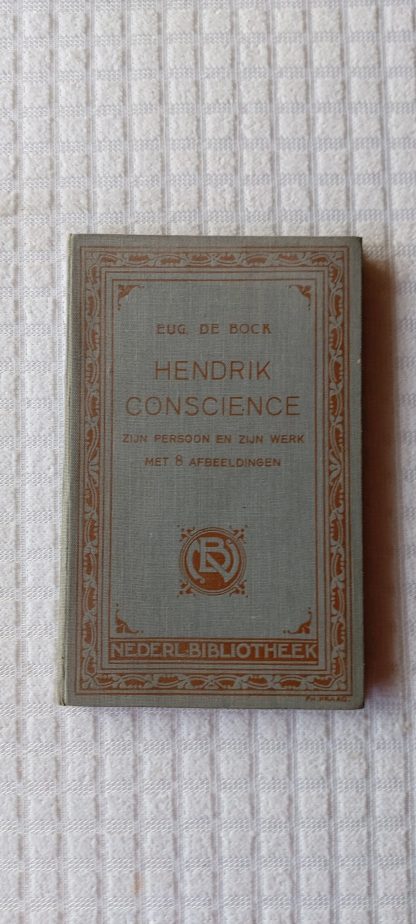 EUG. DE BOCK
HENDRIK
CONSCIENCE
ZIJN PERSOON EN ZIJN WERK
MET 8 AFBEELDINGEN
NEDERL-BIBLIOTHEEK